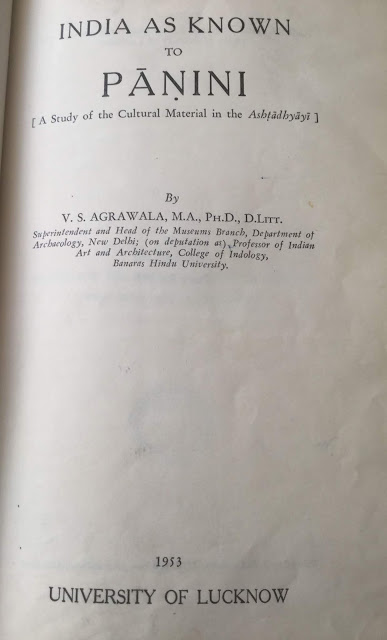 INDIA AS KNOWN
TO
PĀṆINI
[ A Study of the Cultural Material in the Ashṭādhyāyī ]
By
V. S. AGRAWALA, M.A., PH.D., D.LITT.
Superintendent and Head of the Museums Branch, Department of
Archaeology, New Delhi; (on deputation as) Professor of Indian
Art and Architecture, College of Indology,
Banaras Hindu University.
1953
UNIVERSITY OF LUCKNOW